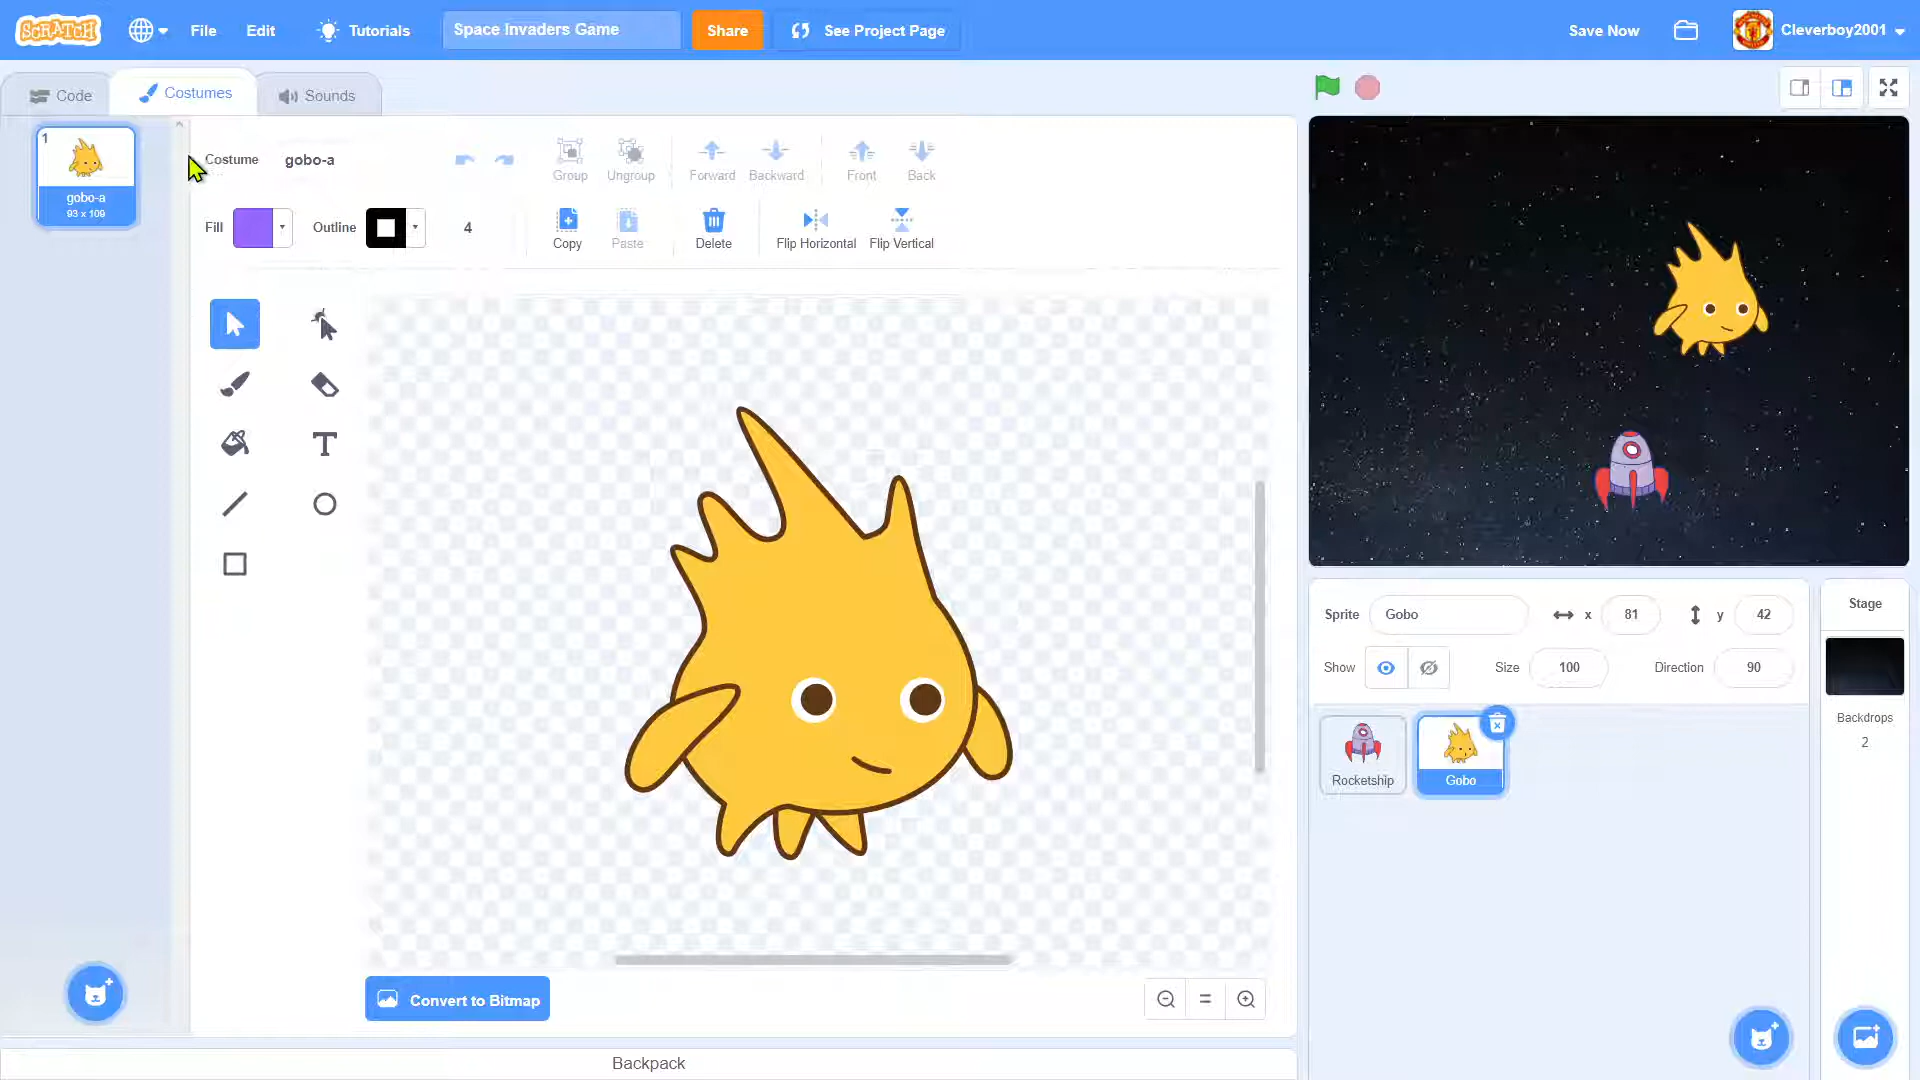 SCRATCH File Edit Tutorials Space Invaders Game Share See Project Page Save Now Cleverboy2001
Code Costumes Sounds
1
gobo-a
93 x 109
Costume gobo-a
Group Ungroup Forward Backward Front Back
Fill Outline 4
Copy Paste Delete Flip Horizontal Flip Vertical
Convert to Bitmap
Backpack
Sprite Gobo x 81 y 42
Show Size 100 Direction 90
Rocketship
Gobo
Stage
Backdrops
2